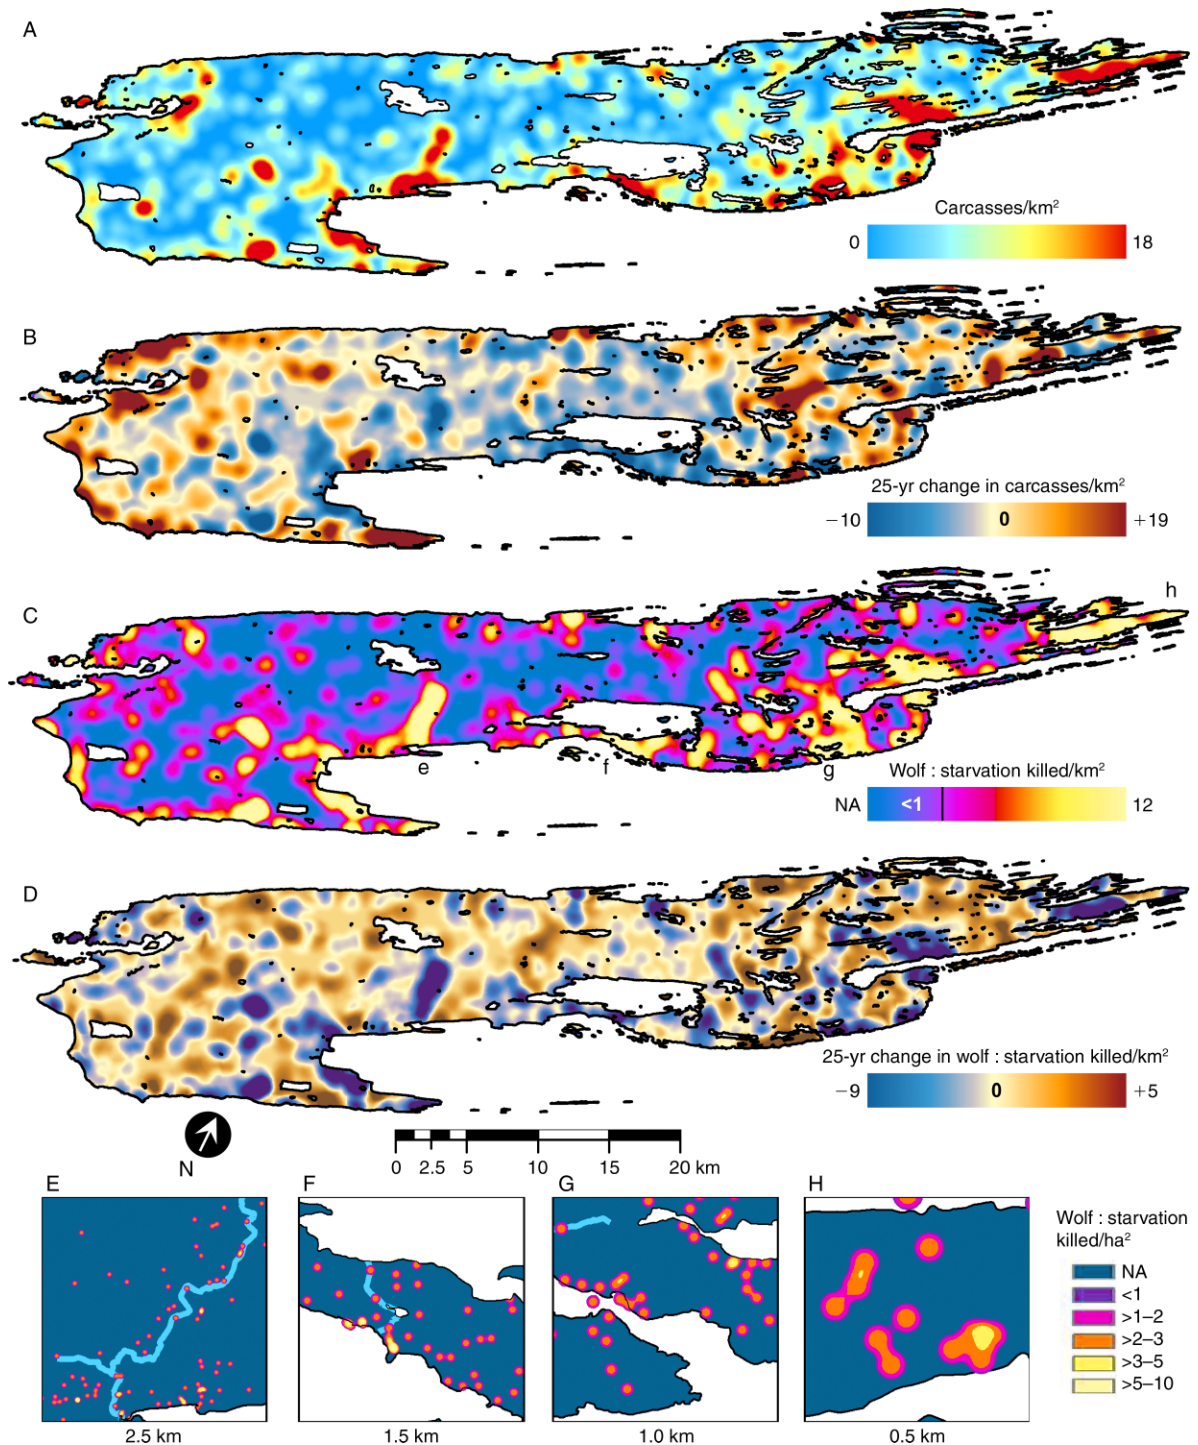 A
Carcasses/km²
0 18
B
25-yr change in carcasses/km²
−10 0 +19
C
h
e f g
Wolf : starvation killed/km²
NA <1 12
D
25-yr change in wolf : starvation killed/km²
−9 0 +5
N
0 2.5 5 10 15 20 km
E F G H
Wolf : starvation
killed/ha²
NA
<1
>1–2
>2–3
>3–5
>5–10
2.5 km 1.5 km 1.0 km 0.5 km